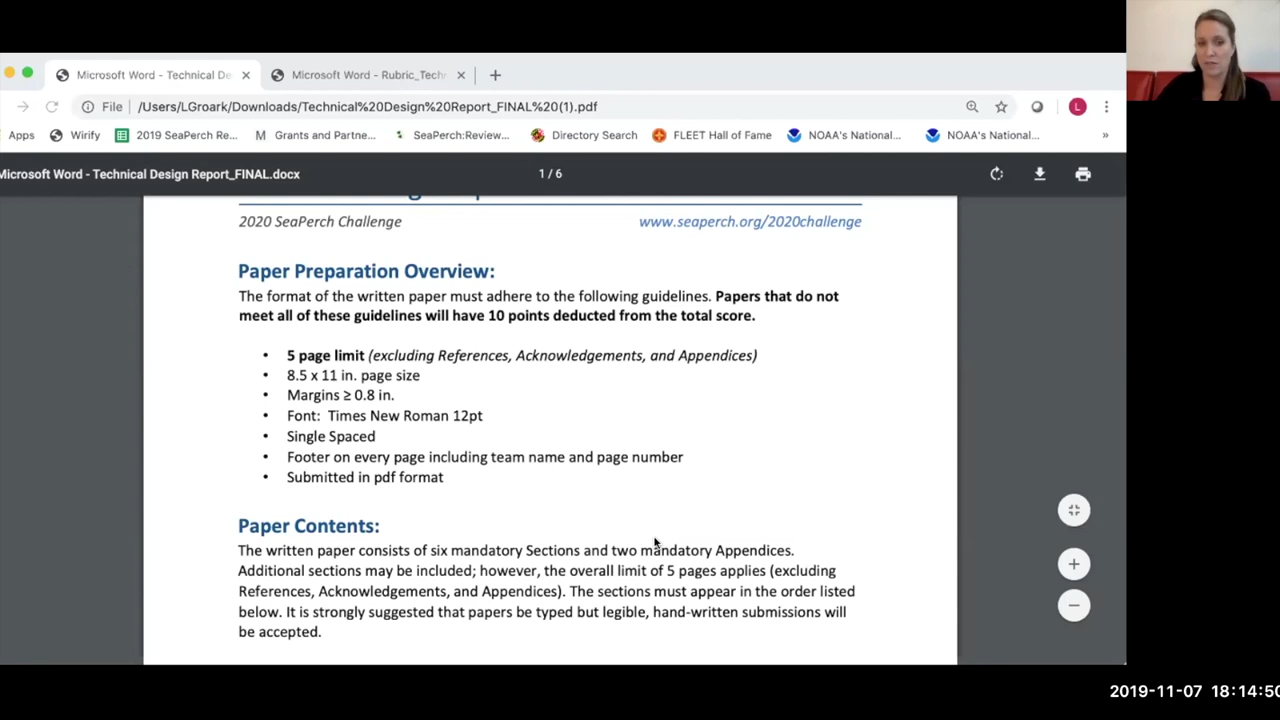 Microsoft Word - Technical De
Microsoft Word - Rubric_Tech
File
/Users/LGroark/Downloads/Technical%20Design%20Report_FINAL%20(1).pdf
L
Apps
Wirify
2019 SeaPerch Re...
Grants and Partne...
SeaPerch:Review...
Directory Search
FLEET Hall of Fame
NOAA's National...
NOAA's National...
Microsoft Word - Technical Design Report_FINAL.docx
1 / 6
2020 SeaPerch Challenge
www.seaperch.org/2020challenge
Paper Preparation Overview:
The format of the written paper must adhere to the following guidelines. Papers that do not
meet all of these guidelines will have 10 points deducted from the total score.
• 5 page limit (excluding References, Acknowledgements, and Appendices)
• 8.5 x 11 in. page size
• Margins ≥ 0.8 in.
• Font: Times New Roman 12pt
• Single Spaced
• Footer on every page including team name and page number
• Submitted in pdf format
Paper Contents:
The written paper consists of six mandatory Sections and two mandatory Appendices.
Additional sections may be included; however, the overall limit of 5 pages applies (excluding
References, Acknowledgements, and Appendices). The sections must appear in the order listed
below. It is strongly suggested that papers be typed but legible, hand-written submissions will
be accepted.
2019-11-07 18:14:50